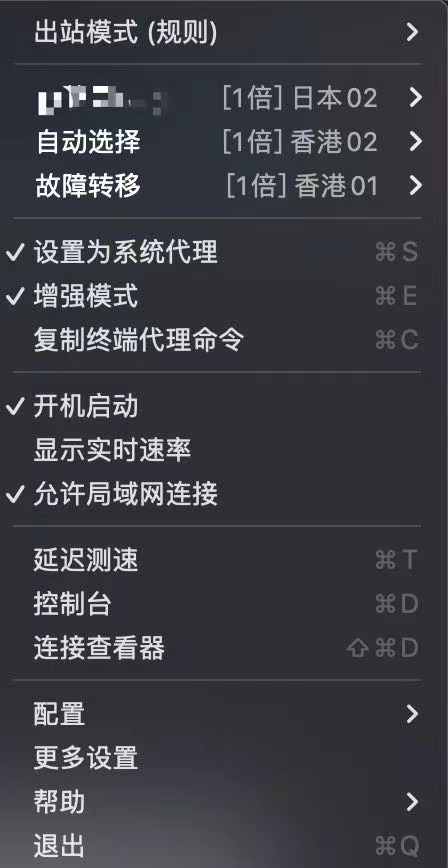 出站模式 (规则)
[1倍] 日本02
自动选择 [1倍] 香港02
故障转移 [1倍] 香港01
✓ 设置为系统代理 ⌘S
✓ 增强模式 ⌘E
复制终端代理命令 ⌘C
✓ 开机启动
显示实时速率
✓ 允许局域网连接
延迟测速 ⌘T
控制台 ⌘D
连接查看器 ⇧⌘D
配置
更多设置
帮助
退出 ⌘Q